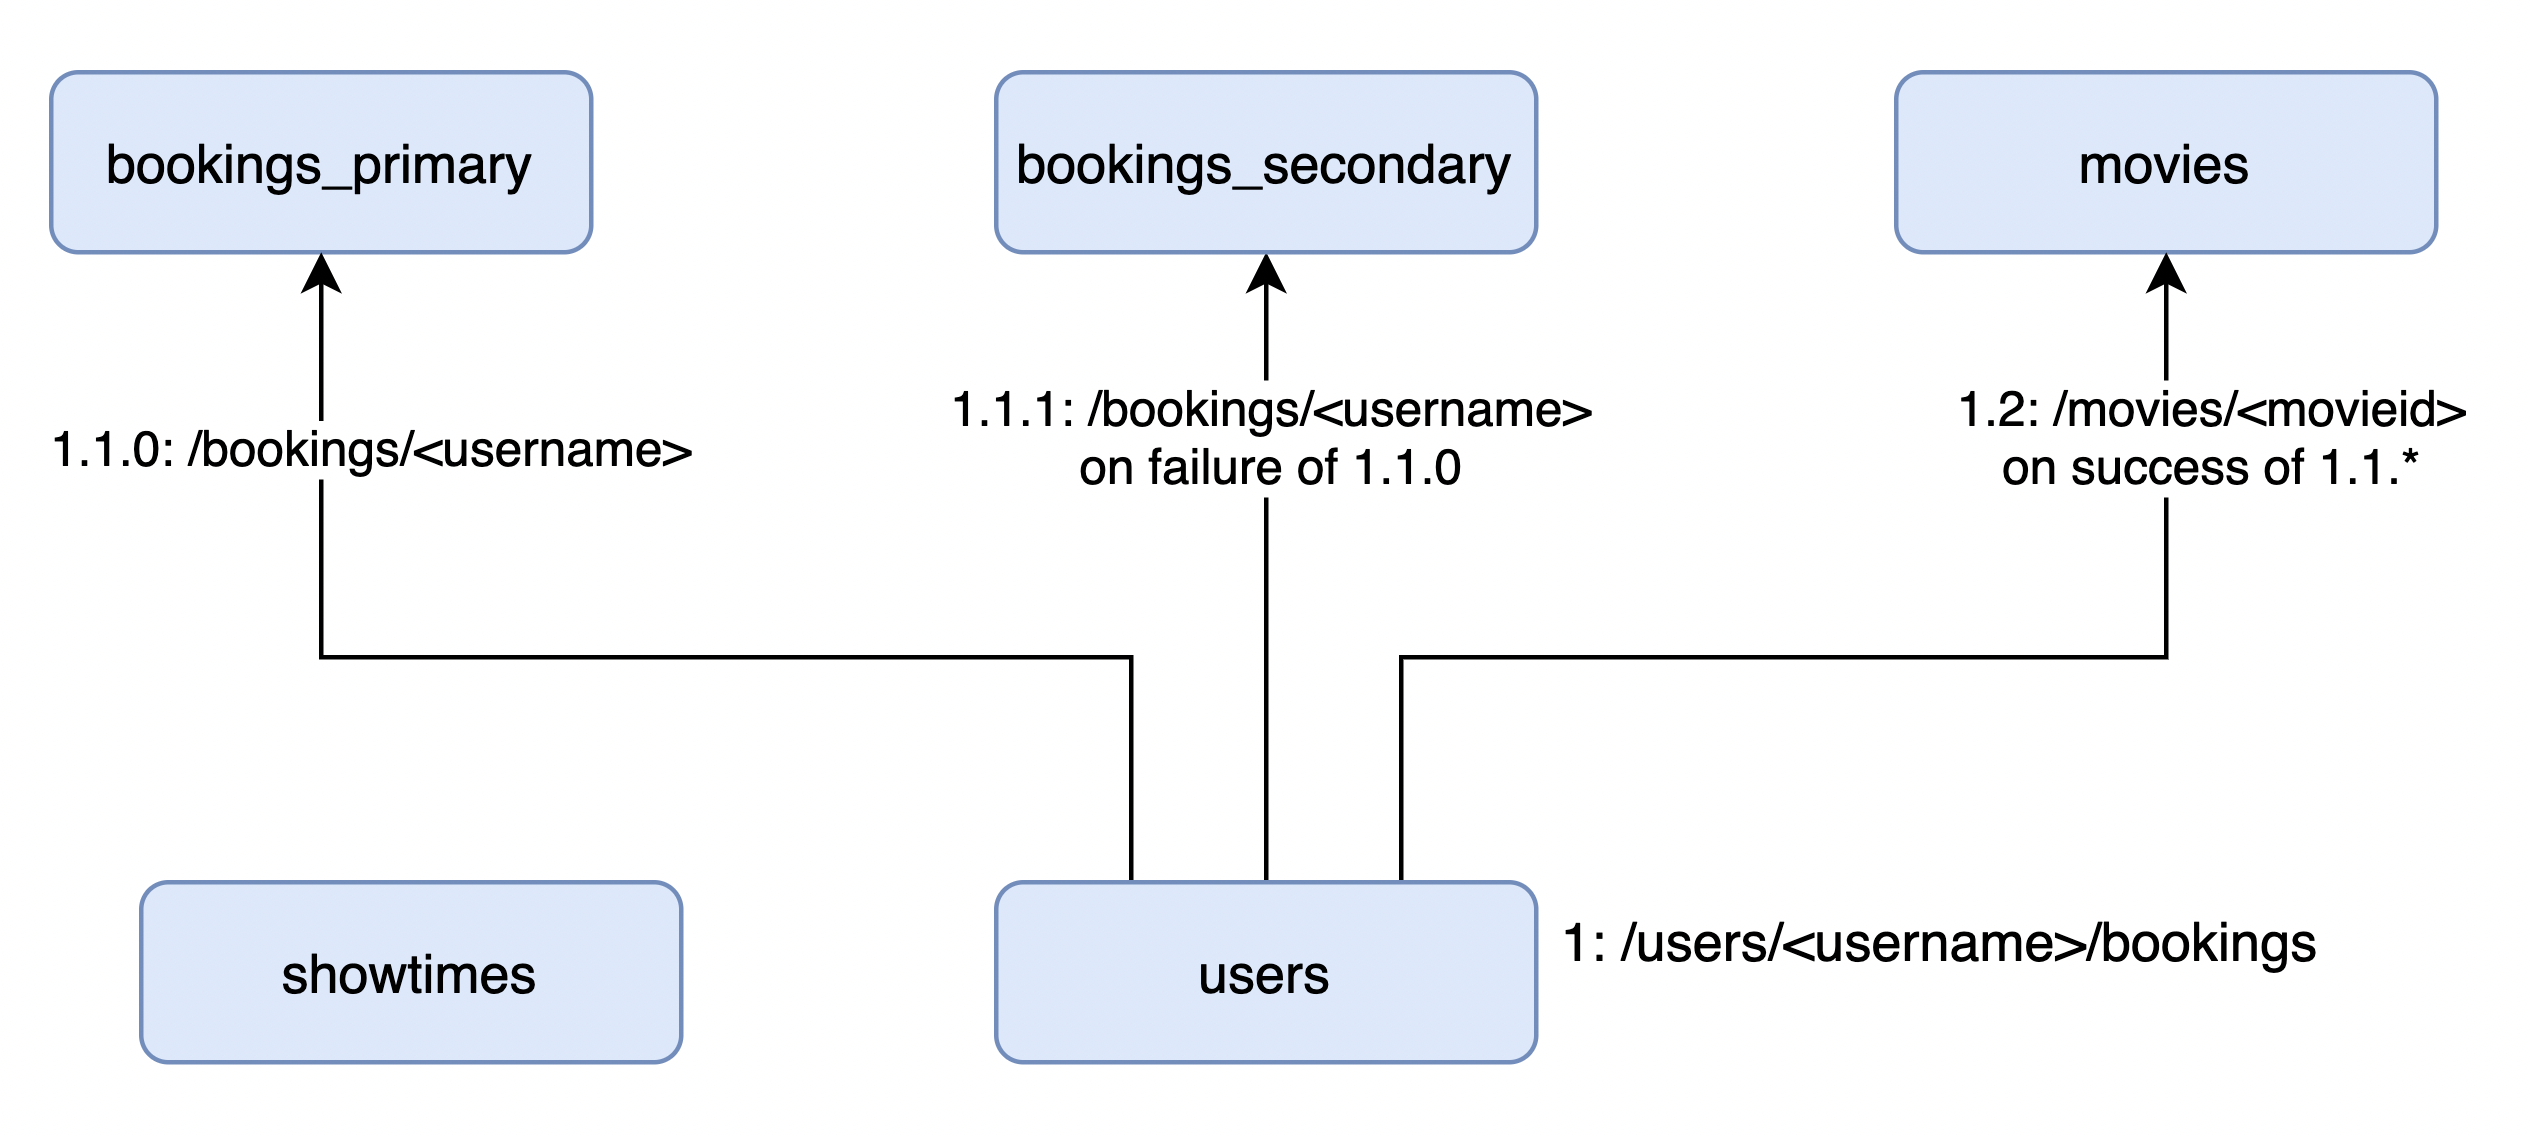 bookings_primary
bookings_secondary
movies
1.1.0: /bookings/<username>
1.1.1: /bookings/<username>
on failure of 1.1.0
1.2: /movies/<movieid>
on success of 1.1.*
showtimes
users
1: /users/<username>/bookings